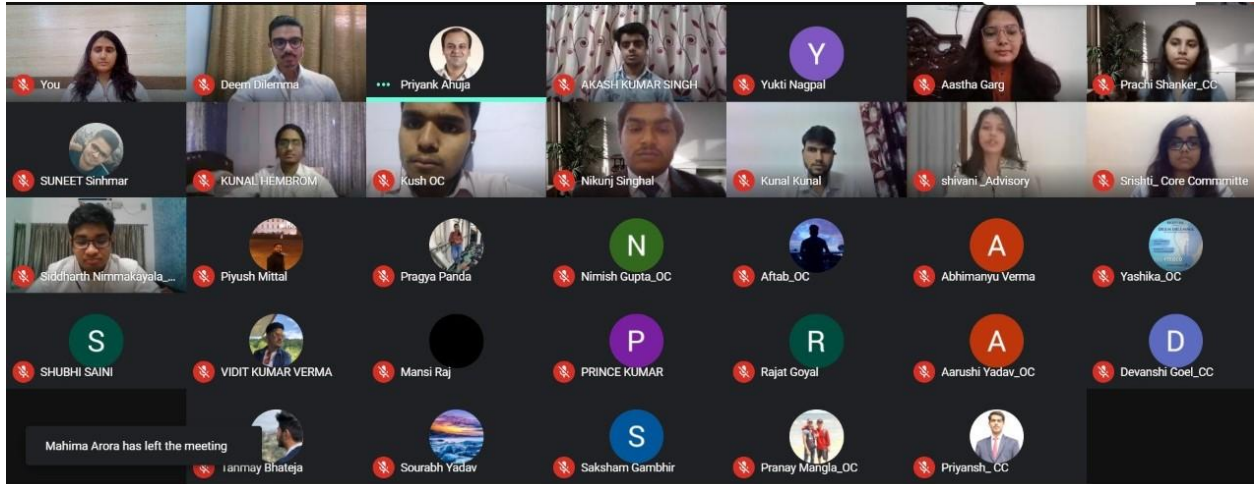 You
Deem Dilemma
Priyank Ahuja
AKASH KUMAR SINGH
Y
Yukti Nagpal
Aastha Garg
Prachi Shanker_CC
SUNEET Sinhmar
KUNAL HEMBROM
Kush OC
Nikunj Singhal
Kunal Kunal
shivani _Advisory
Srishti_ Core Commmitte
Siddharth Nimmakayala_...
Piyush Mittal
Pragya Panda
N
Nimish Gupta_OC
Aftab_OC
A
Abhimanyu Verma
Yashika_OC
S
SHUBHI SAINI
VIDIT KUMAR VERMA
Mansi Raj
P
PRINCE KUMAR
R
Rajat Goyal
A
Aarushi Yadav_OC
D
Devanshi Goel_CC
Mahima Arora has left the meeting
Tanmay Bhateja
Sourabh Yadav
S
Saksham Gambhir
Pranay Mangla_OC
Priyansh_ CC